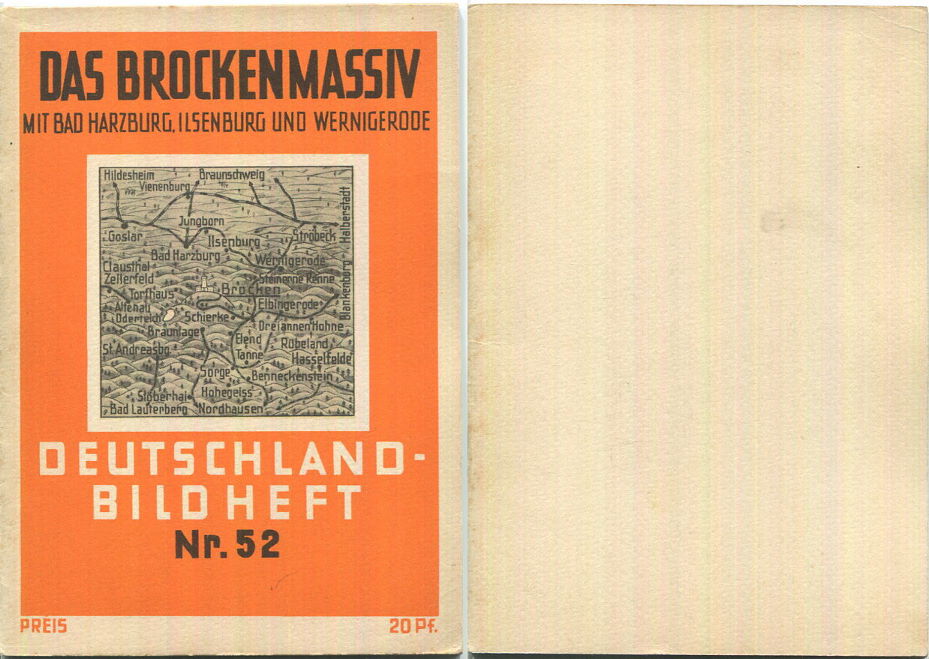 DAS BROCKENMASSIV
MIT BAD HARZBURG, ILSENBURG UND WERNIGERODE
Hildesheim
Braunschweig
Vienenburg
Halberstadt
Jungborn
Goslar
Ilsenburg
Ströbeck
Bad Harzburg
Wernigerode
Clausthal
Zellerfeld
Steinerne Renne
Brocken
Torfhaus
Blankenburg
Altenau
Elbingerode
Oderteich
Schierke
Braunlage
Drei annen Hohne
Elend
Rübeland
St. Andreasbg.
Tanne
Hasselfelde
Sorge
Benneckenstein
Stöberhai
Hohegeiss
Bad Lauterberg
Nordhausen
DEUTSCHLAND-
BILDHEFT
Nr. 52
PREIS
20 Pf.